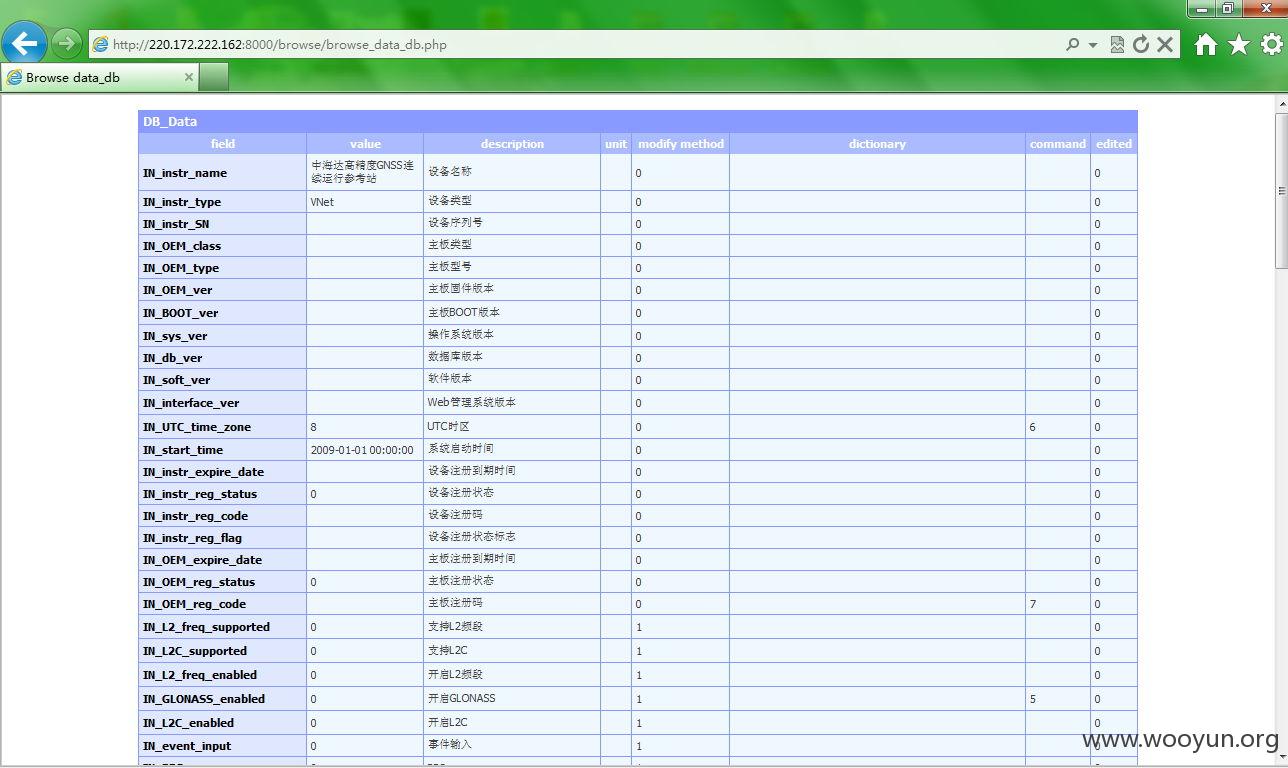 http://220.172.222.162:8000/browse/browse_data_db.php
Browse data_db
DB_Data
field value description unit modify method dictionary command edited
IN_instr_name 中海达高精度GNSS连续运行参考站 设备名称 0 0
IN_instr_type VNet 设备类型 0 0
IN_instr_SN 设备序列号 0 0
IN_OEM_class 主板类型 0 0
IN_OEM_type 主板型号 0 0
IN_OEM_ver 主板固件版本 0 0
IN_BOOT_ver 主板BOOT版本 0 0
IN_sys_ver 操作系统版本 0 0
IN_db_ver 数据库版本 0 0
IN_soft_ver 软件版本 0 0
IN_interface_ver Web管理系统版本 0 0
IN_UTC_time_zone 8 UTC时区 0 6 0
IN_start_time 2009-01-01 00:00:00 系统启动时间 0 0
IN_instr_expire_date 设备注册到期时间 0 0
IN_instr_reg_status 0 设备注册状态 0 0
IN_instr_reg_code 设备注册码 0 0
IN_instr_reg_flag 设备注册状态标志 0 0
IN_OEM_expire_date 主板注册到期时间 0 0
IN_OEM_reg_status 0 主板注册状态 0 0
IN_OEM_reg_code 主板注册码 0 7 0
IN_L2_freq_supported 0 支持L2频段 1 0
IN_L2C_supported 0 支持L2C 1 0
IN_L2_freq_enabled 0 开启L2频段 1 0
IN_GLONASS_enabled 0 开启GLONASS 1 5 0
IN_L2C_enabled 0 开启L2C 1 0
IN_event_input 0 事件输入 1 0
www.wooyun.org